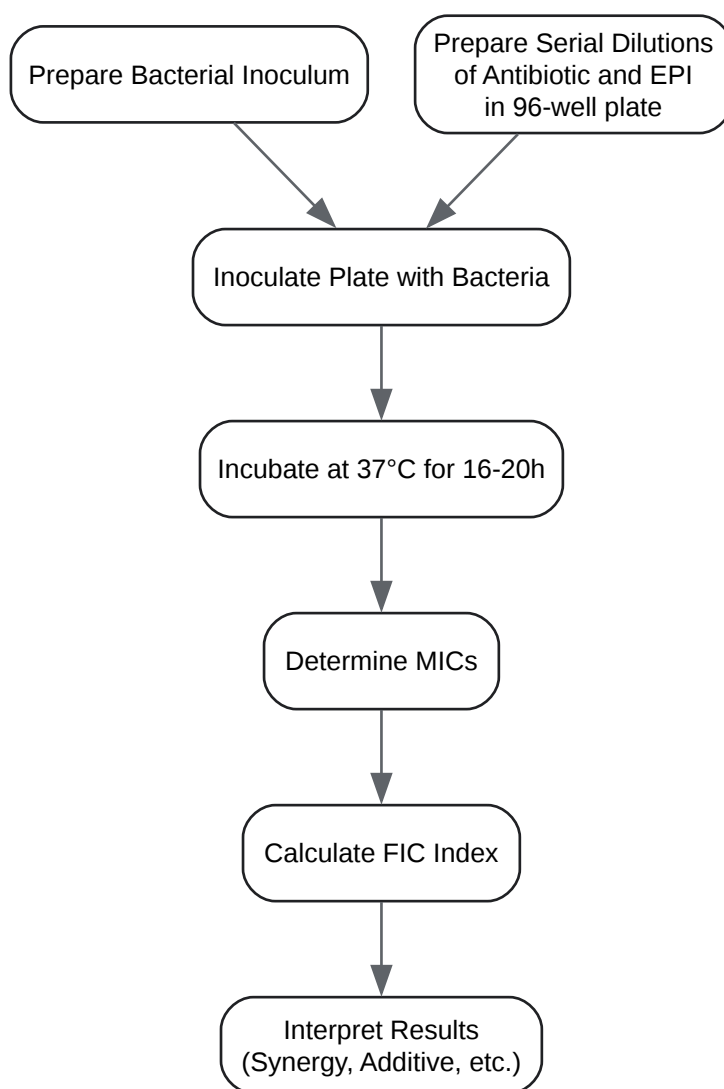 Prepare Bacterial Inoculum
Prepare Serial Dilutions
of Antibiotic and EPI
in 96-well plate
Inoculate Plate with Bacteria
Incubate at 37°C for 16-20h
Determine MICs
Calculate FIC Index
Interpret Results
(Synergy, Additive, etc.)